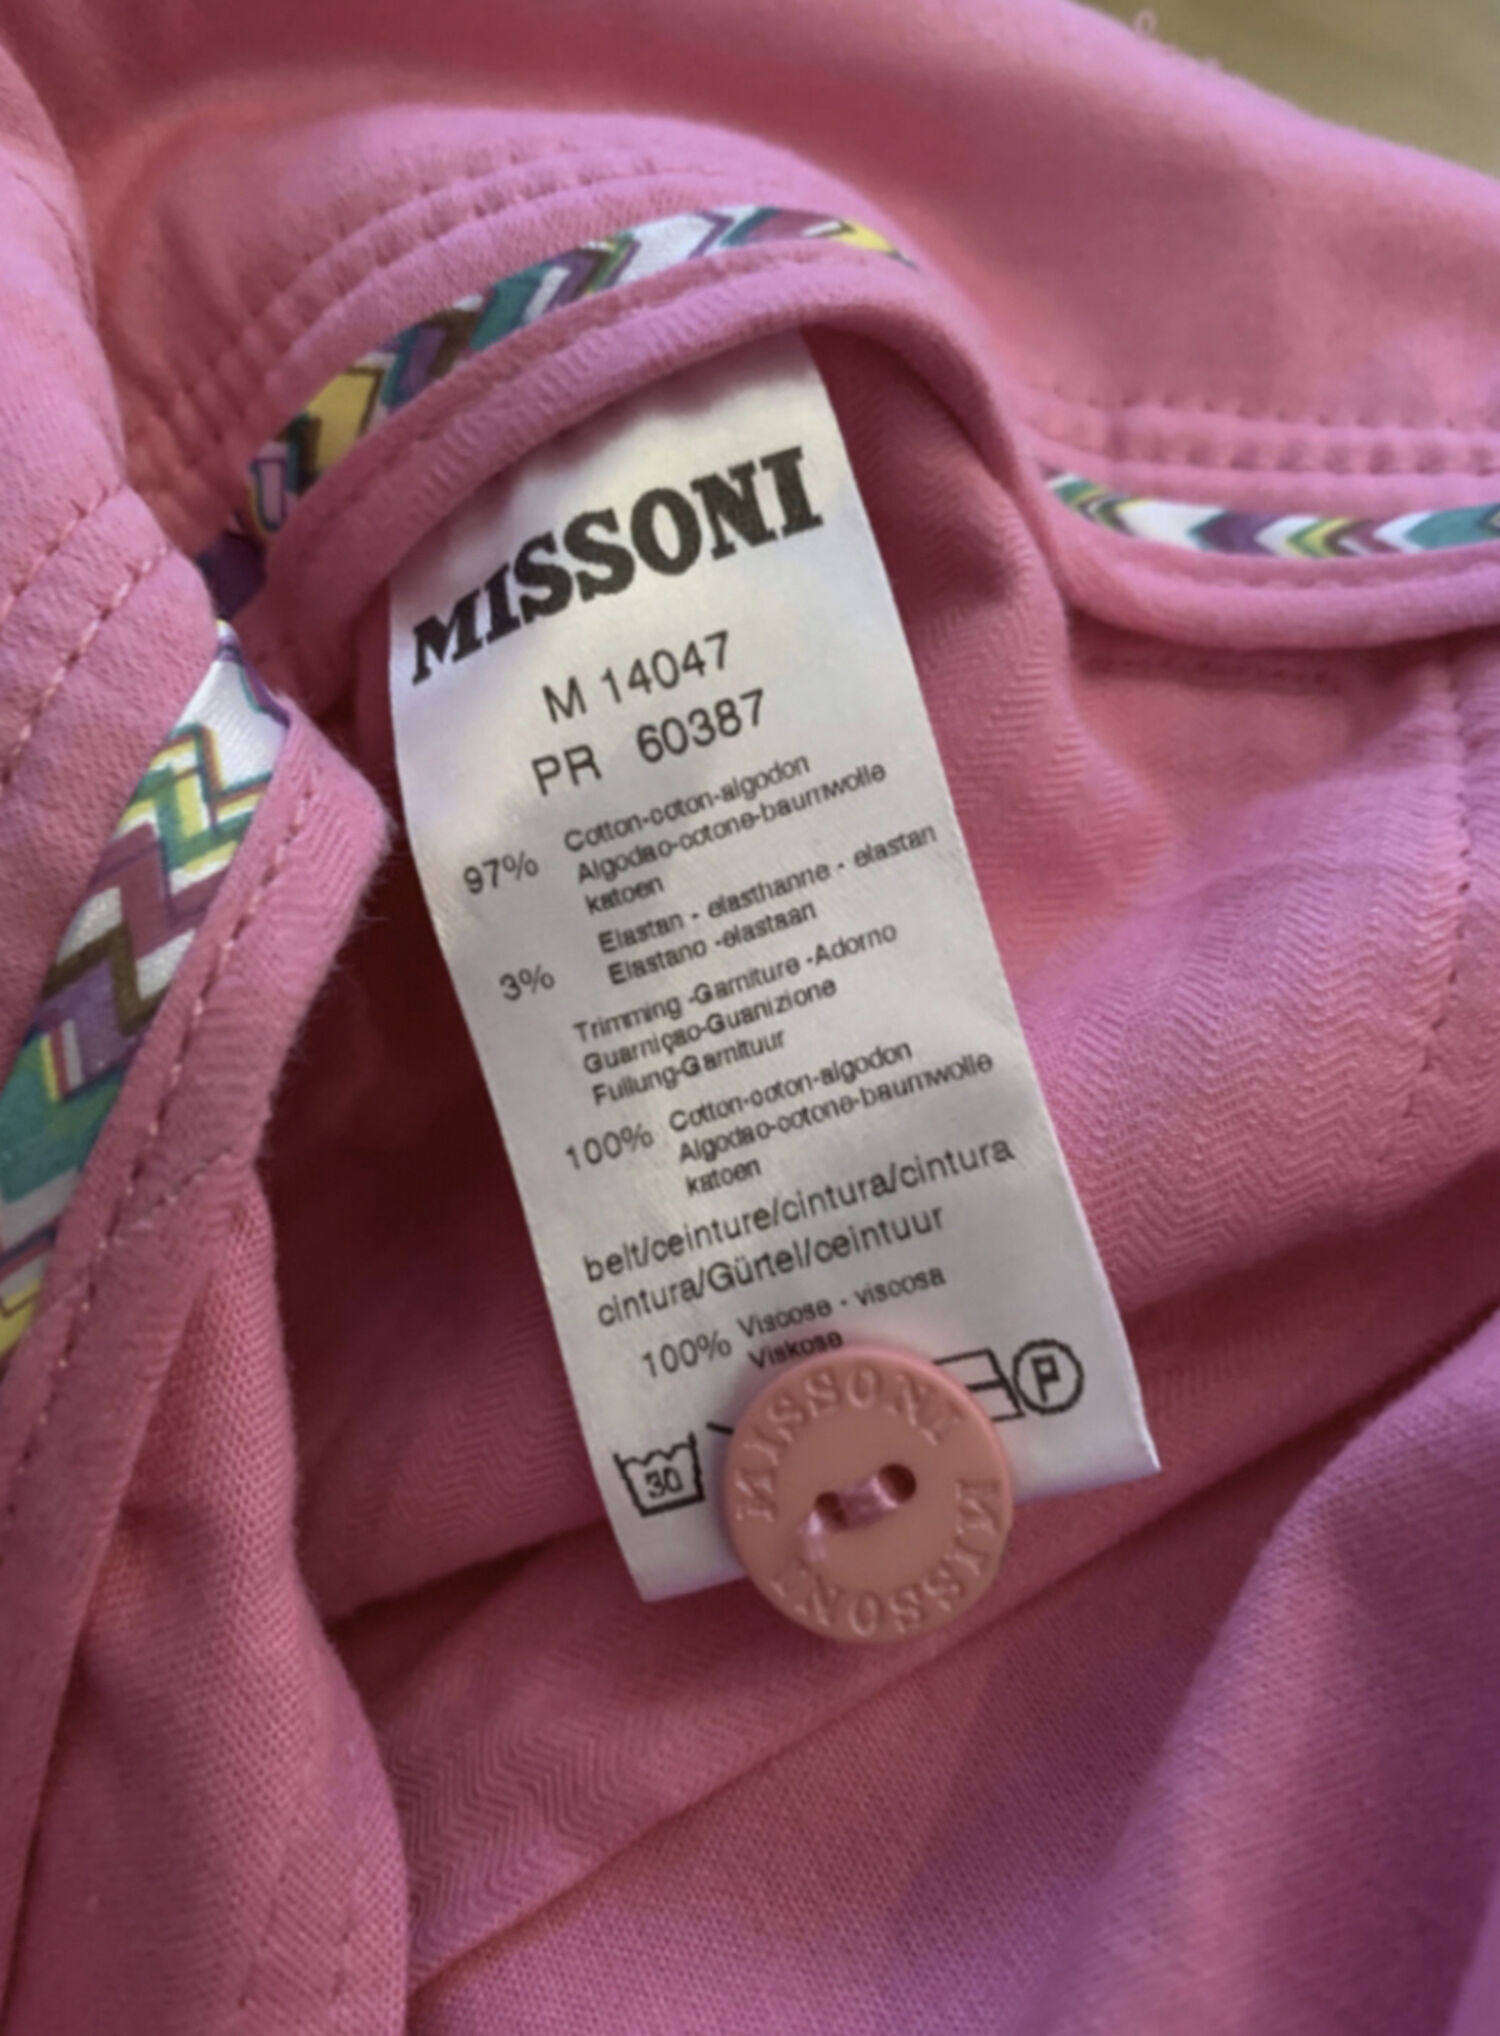 MISSONI
M 14047
PR 60387
97% Cotton-coton-algodon
Algodao-cotone-baumwolle
katoen
3% Elastan - elasthanne - elastan
Elastano -elastaan
Trimming -Garniture -Adorno
Guarniçao-Guanizione
Fullung-Garnituur
100% Cotton-coton-algodon
Algodao-cotone-baumwolle
katoen
belt/ceinture/cintura/cintura
cintura/Gürtel/ceintuur
100% Viscose - viscosa
Viskose
30
P
MISSONI
MISSONI